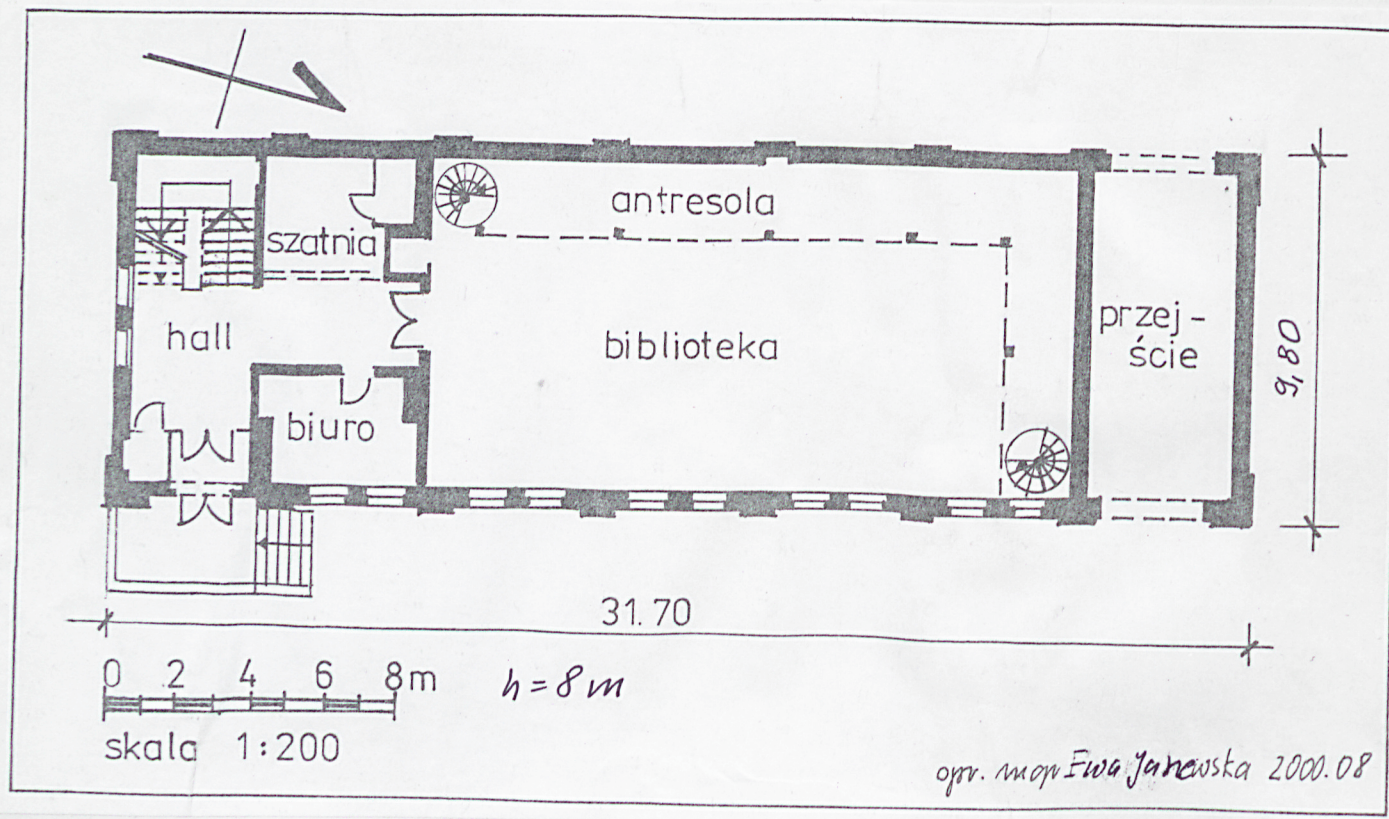 antresola
szatnia
hall
biblioteka
przej-
ście
biuro
9,80
31.70
0 2 4 6 8m
h = 8 m
skala 1:200
opr. mgr Ewa 2000.08